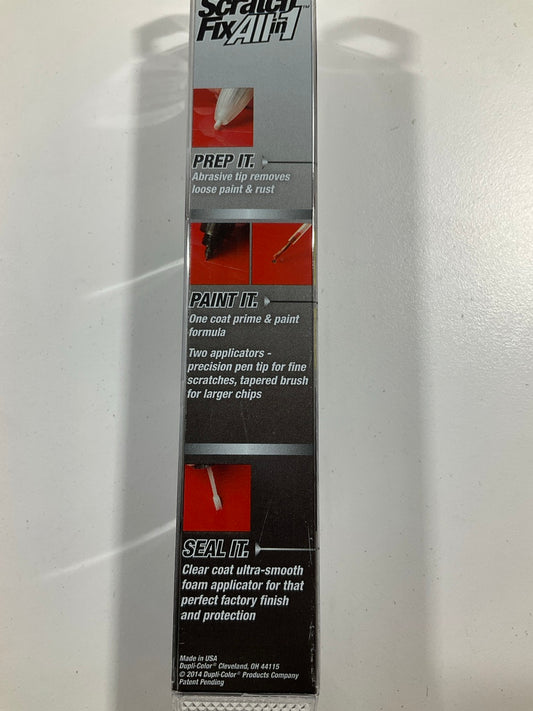 Scratch
Fix All in 1™
PREP IT.
Abrasive tip removes
loose paint & rust
PAINT IT.
One coat prime & paint
formula
Two applicators -
precision pen tip for fine
scratches, tapered brush
for larger chips
SEAL IT.
Clear coat ultra-smooth
foam applicator for that
perfect factory finish
and protection
Made in USA
Dupli-Color® Cleveland, OH 44115
© 2014 Dupli-Color® Products Company
Patent Pending